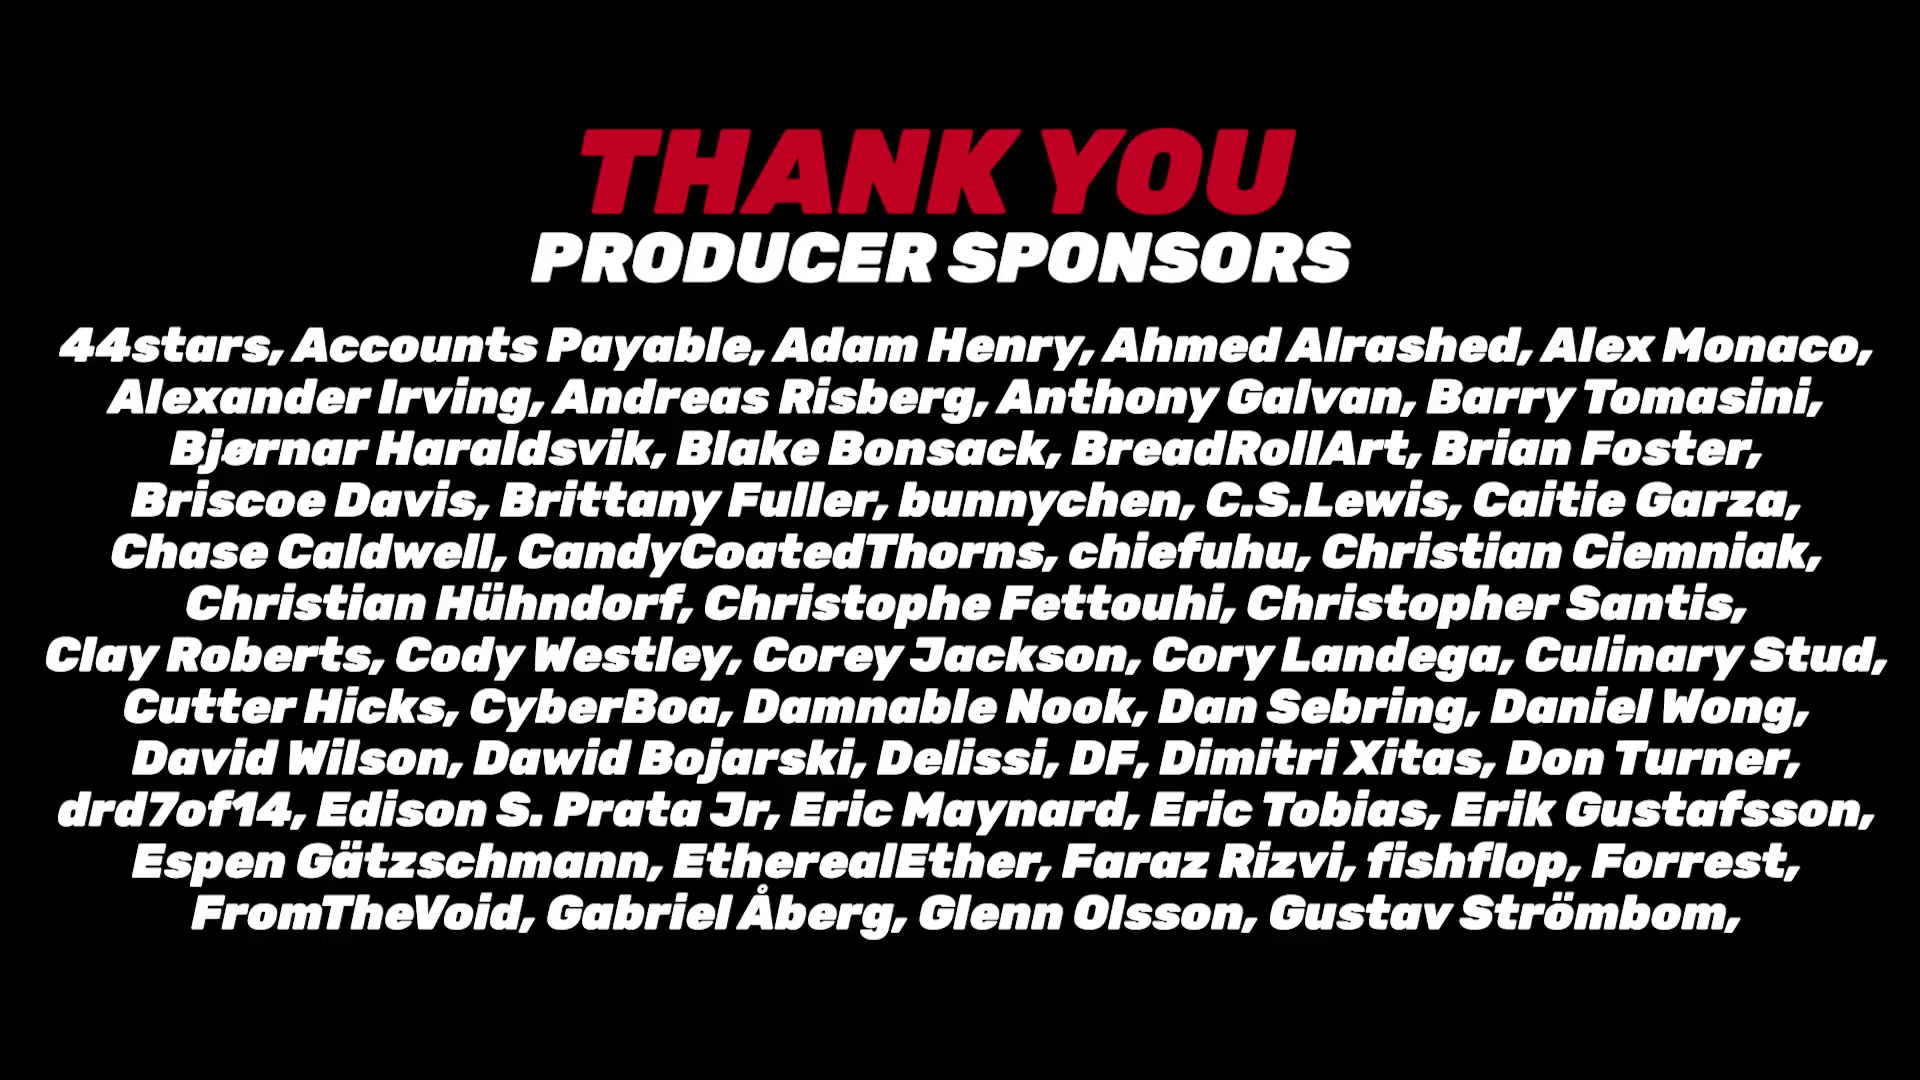 THANK YOU
PRODUCER SPONSORS
44stars, Accounts Payable, Adam Henry, Ahmed Alrashed, Alex Monaco,
Alexander Irving, Andreas Risberg, Anthony Galvan, Barry Tomasini,
Bjørnar Haraldsvik, Blake Bonsack, BreadRollArt, Brian Foster,
Briscoe Davis, Brittany Fuller, bunnychen, C.S.Lewis, Caitie Garza,
Chase Caldwell, CandyCoatedThorns, chiefuhu, Christian Ciemniak,
Christian Hühndorf, Christophe Fettouhi, Christopher Santis,
Clay Roberts, Cody Westley, Corey Jackson, Cory Landega, Culinary Stud,
Cutter Hicks, CyberBoa, Damnable Nook, Dan Sebring, Daniel Wong,
David Wilson, Dawid Bojarski, Delissi, DF, Dimitri Xitas, Don Turner,
drd7of14, Edison S. Prata Jr, Eric Maynard, Eric Tobias, Erik Gustafsson,
Espen Gätzschmann, EtherealEther, Faraz Rizvi, fishflop, Forrest,
FromTheVoid, Gabriel Åberg, Glenn Olsson, Gustav Strömbom,